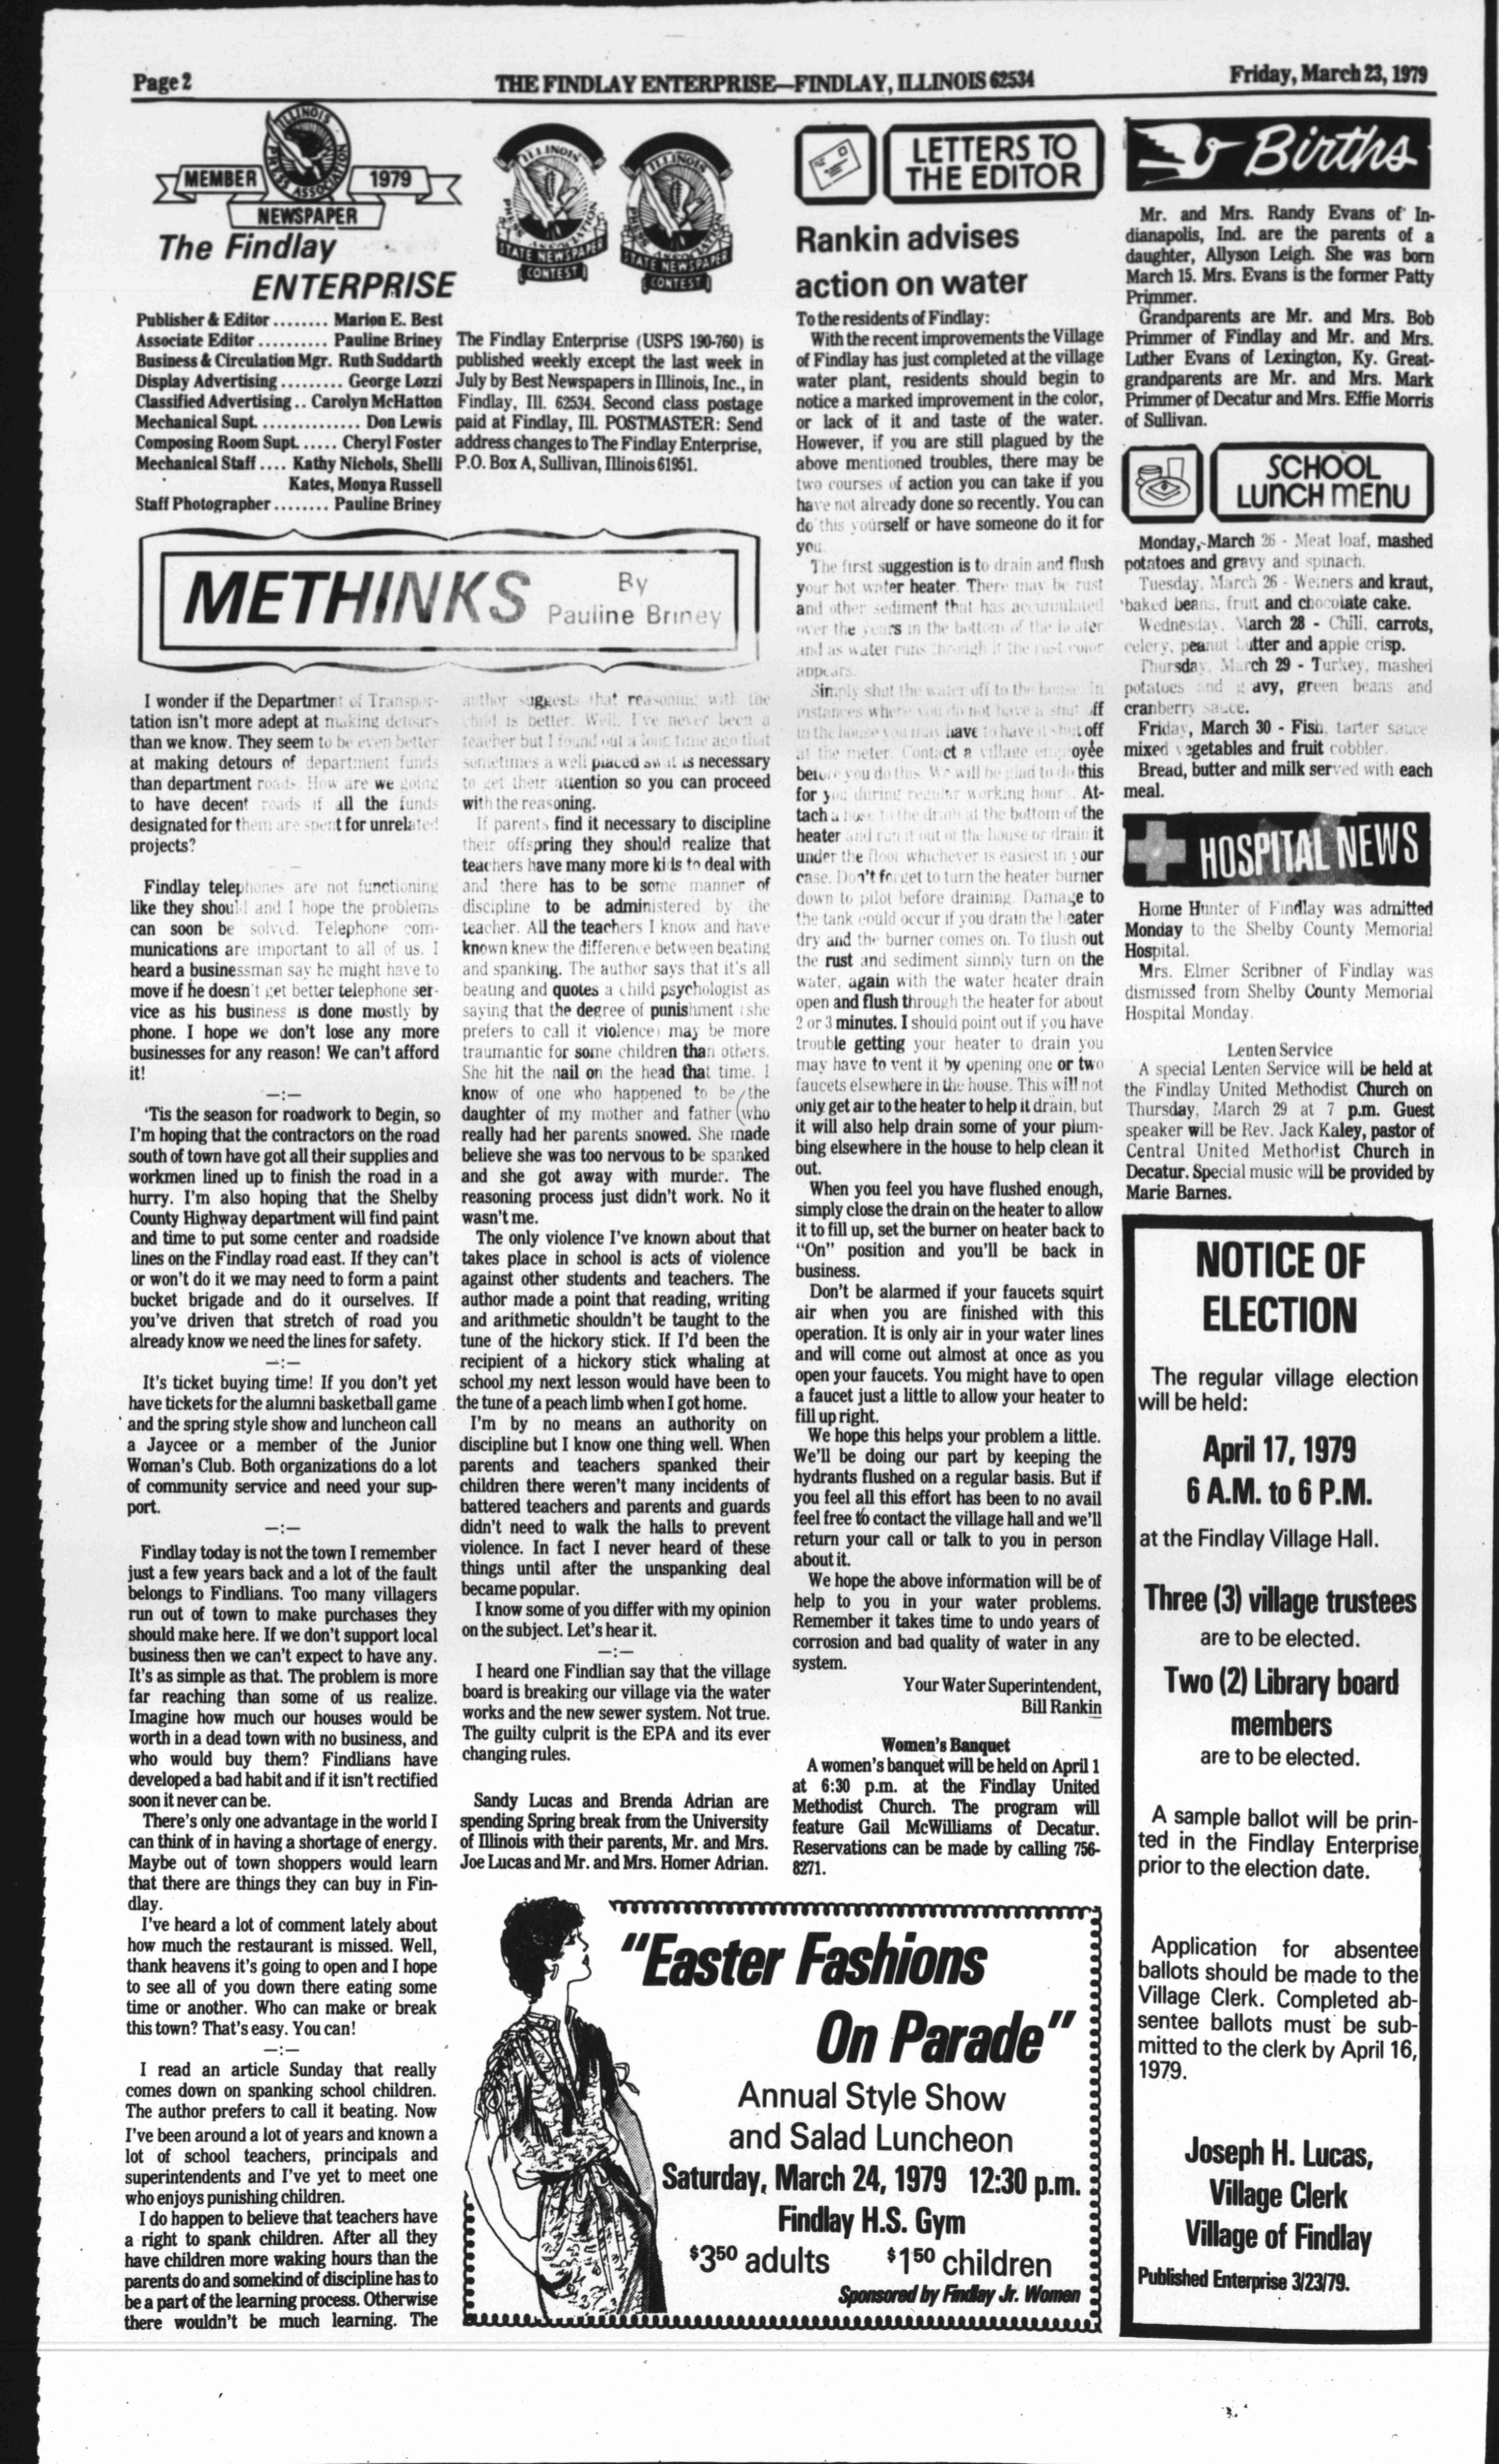 Page 2
THE FINDLAY ENTERPRISE—FINDLAY, ILLINOIS 62534
Friday, March 23, 1979
ILLINOIS
PRESS ASSOCIATION
MEMBER
1979
NEWSPAPER
The Findlay
ENTERPRISE
ILLINOIS
PRESS ASSOCIATION
STATE NEWSPAPER
CONTEST
ILLINOIS
PRESS ASSOCIATION
STATE NEWSPAPER
CONTEST
Publisher & Editor ........ Marion E. Best
Associate Editor .......... Pauline Briney
Business & Circulation Mgr. Ruth Suddarth
Display Advertising ......... George Lozzi
Classified Advertising .. Carolyn McHatton
Mechanical Supt. .............. Don Lewis
Composing Room Supt. ..... Cheryl Foster
Mechanical Staff .... Kathy Nichols, Shelli
Kates, Monya Russell
Staff Photographer ........ Pauline Briney
The Findlay Enterprise (USPS 190-760) is
published weekly except the last week in
July by Best Newspapers in Illinois, Inc., in
Findlay, Ill. 62534. Second class postage
paid at Findlay, Ill. POSTMASTER: Send
address changes to The Findlay Enterprise,
P.O. Box A, Sullivan, Illinois 61951.
METHINKS
By
Pauline Briney
I wonder if the Department of Transpor-
tation isn't more adept at making detours
than we know. They seem to be even better
at making detours of department funds
than department roads. How are we going
to have decent roads if all the funds
designated for them are spent for unrelated
projects?
Findlay telephones are not functioning
like they should and I hope the problems
can soon be solved. Telephone com-
munications are important to all of us. I
heard a businessman say he might have to
move if he doesn't get better telephone ser-
vice as his business is done mostly by
phone. I hope we don't lose any more
businesses for any reason! We can't afford
it!
—:—
'Tis the season for roadwork to begin, so
I'm hoping that the contractors on the road
south of town have got all their supplies and
workmen lined up to finish the road in a
hurry. I'm also hoping that the Shelby
County Highway department will find paint
and time to put some center and roadside
lines on the Findlay road east. If they can't
or won't do it we may need to form a paint
bucket brigade and do it ourselves. If
you've driven that stretch of road you
already know we need the lines for safety.
—:—
It's ticket buying time! If you don't yet
have tickets for the alumni basketball game
and the spring style show and luncheon call
a Jaycee or a member of the Junior
Woman's Club. Both organizations do a lot
of community service and need your sup-
port.
—:—
Findlay today is not the town I remember
just a few years back and a lot of the fault
belongs to Findlians. Too many villagers
run out of town to make purchases they
should make here. If we don't support local
business then we can't expect to have any.
It's as simple as that. The problem is more
far reaching than some of us realize.
Imagine how much our houses would be
worth in a dead town with no business, and
who would buy them? Findlians have
developed a bad habit and if it isn't rectified
soon it never can be.
There's only one advantage in the world I
can think of in having a shortage of energy.
Maybe out of town shoppers would learn
that there are things they can buy in Fin-
dlay.
I've heard a lot of comment lately about
how much the restaurant is missed. Well,
thank heavens it's going to open and I hope
to see all of you down there eating some
time or another. Who can make or break
this town? That's easy. You can!
—:—
I read an article Sunday that really
comes down on spanking school children.
The author prefers to call it beating. Now
I've been around a lot of years and known a
lot of school teachers, principals and
superintendents and I've yet to meet one
who enjoys punishing children.
I do happen to believe that teachers have
a right to spank children. After all they
have children more waking hours than the
parents do and somekind of discipline has to
be a part of the learning process. Otherwise
there wouldn't be much learning. The
author suggests that reasoning with the
child is better. Well, I've never been a
teacher but I found out a long time ago that
sometimes a well placed swat is necessary
to get their attention so you can proceed
with the reasoning.
If parents find it necessary to discipline
their offspring they should realize that
teachers have many more kids to deal with
and there has to be some manner of
discipline to be administered by the
teacher. All the teachers I know and have
known knew the difference between beating
and spanking. The author says that it's all
beating and quotes a child psychologist as
saying that the degree of punishment (she
prefers to call it violence) may be more
traumantic for some children than others.
She hit the nail on the head that time. I
know of one who happened to be the
daughter of my mother and father (who
really had her parents snowed. She made
believe she was too nervous to be spanked
and she got away with murder. The
reasoning process just didn't work. No it
wasn't me.
The only violence I've known about that
takes place in school is acts of violence
against other students and teachers. The
author made a point that reading, writing
and arithmetic shouldn't be taught to the
tune of the hickory stick. If I'd been the
recipient of a hickory stick whaling at
school my next lesson would have been to
the tune of a peach limb when I got home.
I'm by no means an authority on
discipline but I know one thing well. When
parents and teachers spanked their
children there weren't many incidents of
battered teachers and parents and guards
didn't need to walk the halls to prevent
violence. In fact I never heard of these
things until after the unspanking deal
became popular.
I know some of you differ with my opinion
on the subject. Let's hear it.
—:—
I heard one Findlian say that the village
board is breaking our village via the water
works and the new sewer system. Not true.
The guilty culprit is the EPA and its ever
changing rules.
Sandy Lucas and Brenda Adrian are
spending Spring break from the University
of Illinois with their parents, Mr. and Mrs.
Joe Lucas and Mr. and Mrs. Homer Adrian.
LETTERS TO
THE EDITOR
Rankin advises
action on water
To the residents of Findlay:
With the recent improvements the Village
of Findlay has just completed at the village
water plant, residents should begin to
notice a marked improvement in the color,
or lack of it and taste of the water.
However, if you are still plagued by the
above mentioned troubles, there may be
two courses of action you can take if you
have not already done so recently. You can
do this yourself or have someone do it for
you.
The first suggestion is to drain and flush
your hot water heater. There may be rust
and other sediment that has accumulated
over the years in the bottom of the heater
and as water runs through it the rust color
appears.
Simply shut the water off to the house. In
instances where you do not have a shut off
in the house you may have to have it shut off
at the meter. Contact a village employee
before you do this. We will be glad to do this
for you during regular working hours. At-
tach a hose to the drain at the bottom of the
heater and run it out of the house or drain it
under the floor whichever is easiest in your
case. Don't forget to turn the heater burner
down to pilot before draining. Damage to
the tank could occur if you drain the heater
dry and the burner comes on. To flush out
the rust and sediment simply turn on the
water, again with the water heater drain
open and flush through the heater for about
2 or 3 minutes. I should point out if you have
trouble getting your heater to drain you
may have to vent it by opening one or two
faucets elsewhere in the house. This will not
only get air to the heater to help it drain, but
it will also help drain some of your plum-
bing elsewhere in the house to help clean it
out.
When you feel you have flushed enough,
simply close the drain on the heater to allow
it to fill up, set the burner on heater back to
"On" position and you'll be back in
business.
Don't be alarmed if your faucets squirt
air when you are finished with this
operation. It is only air in your water lines
and will come out almost at once as you
open your faucets. You might have to open
a faucet just a little to allow your heater to
fill up right.
We hope this helps your problem a little.
We'll be doing our part by keeping the
hydrants flushed on a regular basis. But if
you feel all this effort has been to no avail
feel free to contact the village hall and we'll
return your call or talk to you in person
about it.
We hope the above information will be of
help to you in your water problems.
Remember it takes time to undo years of
corrosion and bad quality of water in any
system.
Your Water Superintendent,
Bill Rankin
Women's Banquet
A women's banquet will be held on April 1
at 6:30 p.m. at the Findlay United
Methodist Church. The program will
feature Gail McWilliams of Decatur.
Reservations can be made by calling 756-
8271.
"Easter Fashions
On Parade"
Annual Style Show
and Salad Luncheon
Saturday, March 24, 1979 12:30 p.m.
Findlay H.S. Gym
$3.50 adults $1.50 children
Sponsored by Findlay Jr. Women
Births
Mr. and Mrs. Randy Evans of In-
dianapolis, Ind. are the parents of a
daughter, Allyson Leigh. She was born
March 15. Mrs. Evans is the former Patty
Primmer.
Grandparents are Mr. and Mrs. Bob
Primmer of Findlay and Mr. and Mrs.
Luther Evans of Lexington, Ky. Great-
grandparents are Mr. and Mrs. Mark
Primmer of Decatur and Mrs. Effie Morris
of Sullivan.
SCHOOL
LUNCH MENU
Monday, March 26 - Meat loaf, mashed
potatoes and gravy and spinach.
Tuesday, March 26 - Weiners and kraut,
baked beans, fruit and chocolate cake.
Wednesday, March 28 - Chili, carrots,
celery, peanut butter and apple crisp.
Thursday, March 29 - Turkey, mashed
potatoes and gravy, green beans and
cranberry sauce.
Friday, March 30 - Fish, tarter sauce
mixed vegetables and fruit cobbler.
Bread, butter and milk served with each
meal.
HOSPITAL NEWS
Home Hunter of Findlay was admitted
Monday to the Shelby County Memorial
Hospital.
Mrs. Elmer Scribner of Findlay was
dismissed from Shelby County Memorial
Hospital Monday.
Lenten Service
A special Lenten Service will be held at
the Findlay United Methodist Church on
Thursday, March 29 at 7 p.m. Guest
speaker will be Rev. Jack Kaley, pastor of
Central United Methodist Church in
Decatur. Special music will be provided by
Marie Barnes.
NOTICE OF
ELECTION
The regular village election
will be held:
April 17, 1979
6 A.M. to 6 P.M.
at the Findlay Village Hall.
Three (3) village trustees
are to be elected.
Two (2) Library board
members
are to be elected.
A sample ballot will be prin-
ted in the Findlay Enterprise
prior to the election date.
Application for absentee
ballots should be made to the
Village Clerk. Completed ab-
sentee ballots must be sub-
mitted to the clerk by April 16,
1979.
Joseph H. Lucas,
Village Clerk
Village of Findlay
Published Enterprise 3/23/79.